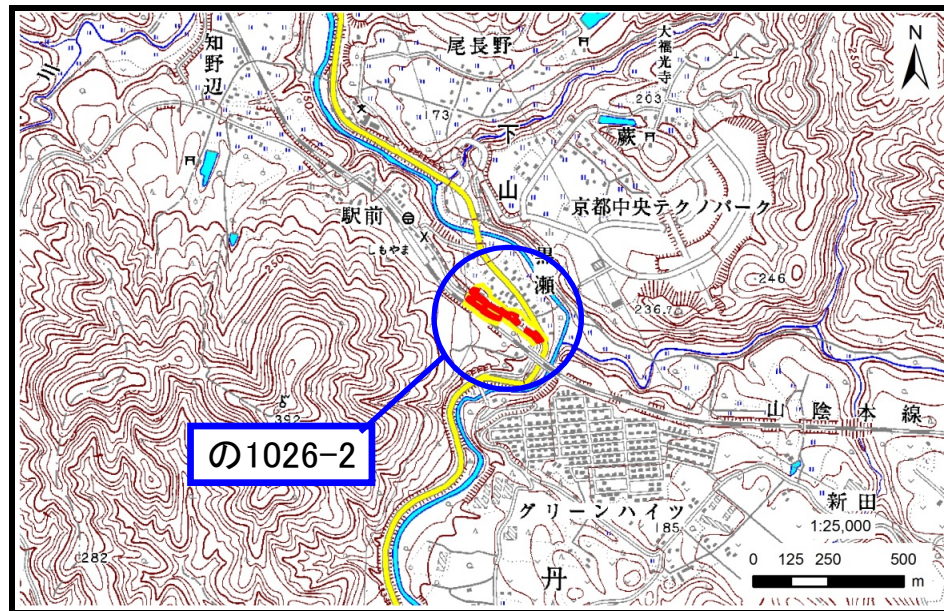 N
知野辺
尾長野
大福光寺
203
173
下
蕨
山
京都中央テクノパーク
駅前
しもやま
黒瀬
246
236.7
392
山陰本線
の1026-2
グリーンハイツ
新田
185
1:25,000
282
丹
0 125 250 500
m